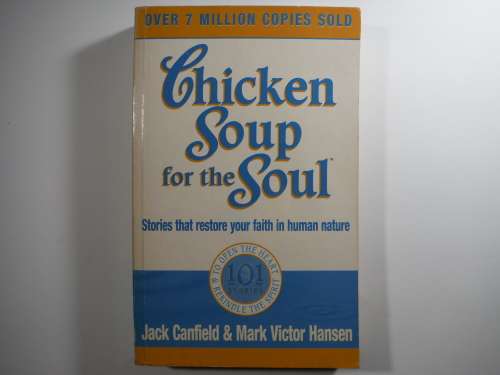 OVER 7 MILLION COPIES SOLD
Chicken
Soup
for the Soul
Stories that restore your faith in human nature
TO OPEN THE HEART
101
STORIES
& REKINDLE THE SPIRIT
Jack Canfield & Mark Victor Hansen